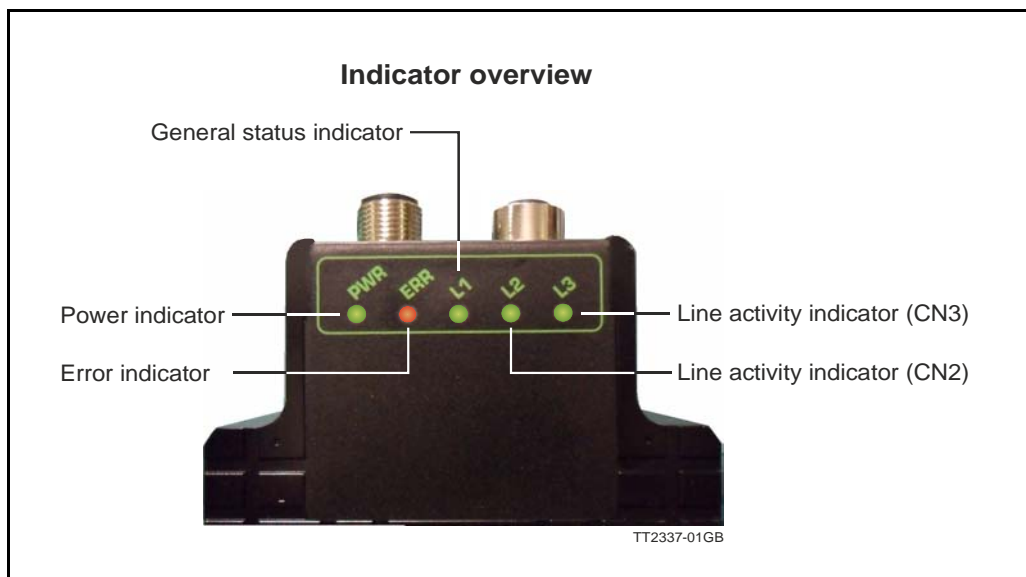 Indicator overview
General status indicator
PWR ERR L1 L2 L3
Power indicator
Line activity indicator (CN3)
Error indicator
Line activity indicator (CN2)
TT2337-01GB